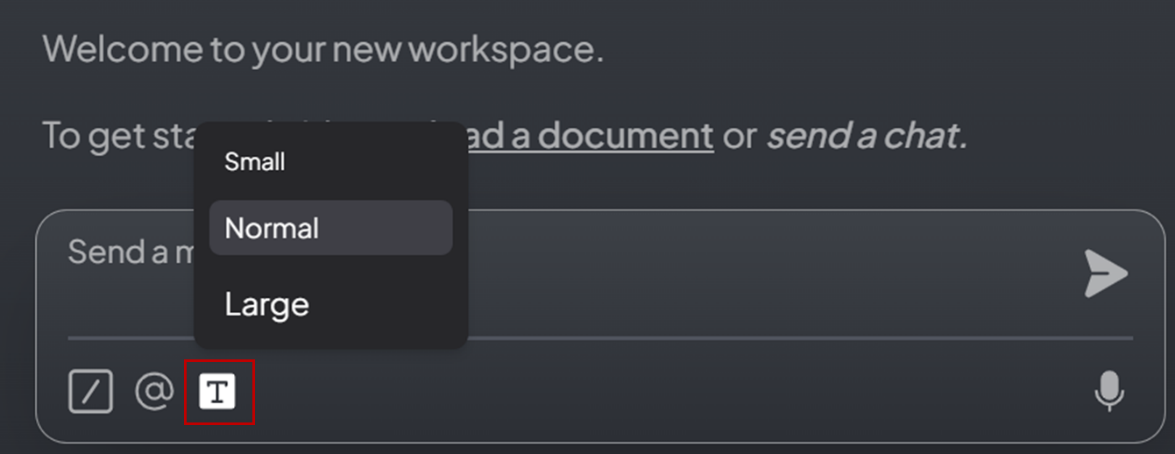 Welcome to your new workspace.
To get sta ad a document or send a chat.
Small
Normal
Large
Send a m
@
T